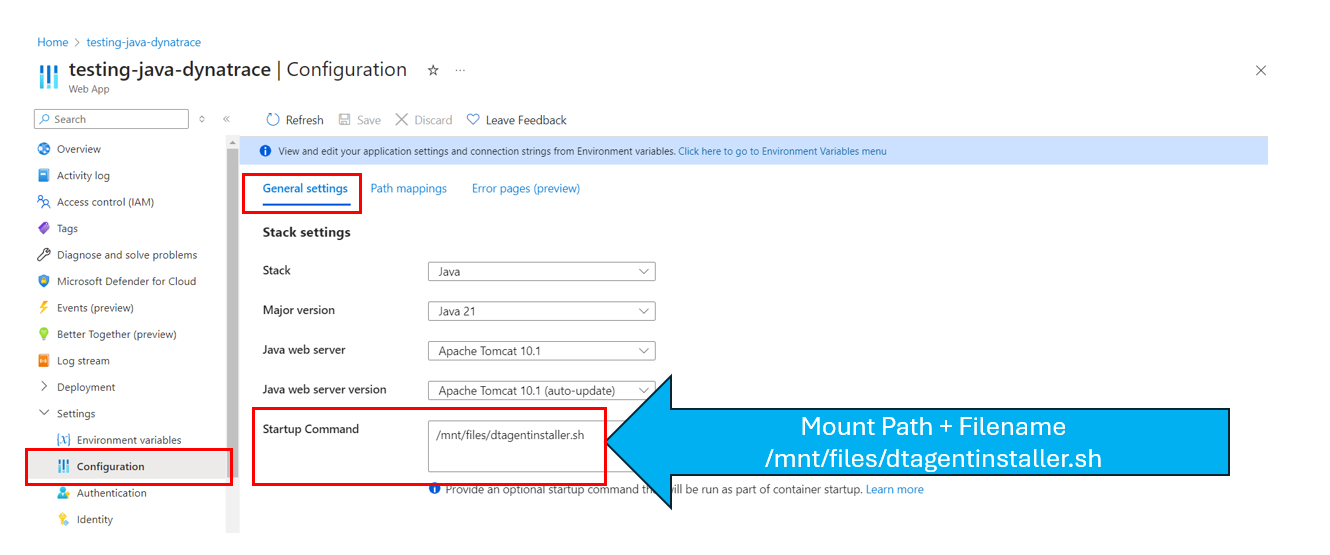 Home > testing-java-dynatrace
testing-java-dynatrace | Configuration
Web App
Search
Refresh Save Discard Leave Feedback
Overview
Activity log
Access control (IAM)
Tags
Diagnose and solve problems
Microsoft Defender for Cloud
Events (preview)
Better Together (preview)
Log stream
Deployment
Settings
Environment variables
Configuration
Authentication
Identity
View and edit your application settings and connection strings from Environment variables. Click here to go to Environment Variables menu
General settings Path mappings Error pages (preview)
Stack settings
Stack Java
Major version Java 21
Java web server Apache Tomcat 10.1
Java web server version Apache Tomcat 10.1 (auto-update)
Startup Command /mnt/files/dtagentinstaller.sh
Provide an optional startup command th ill be run as part of container startup. Learn more
Mount Path + Filename
/mnt/files/dtagentinstaller.sh